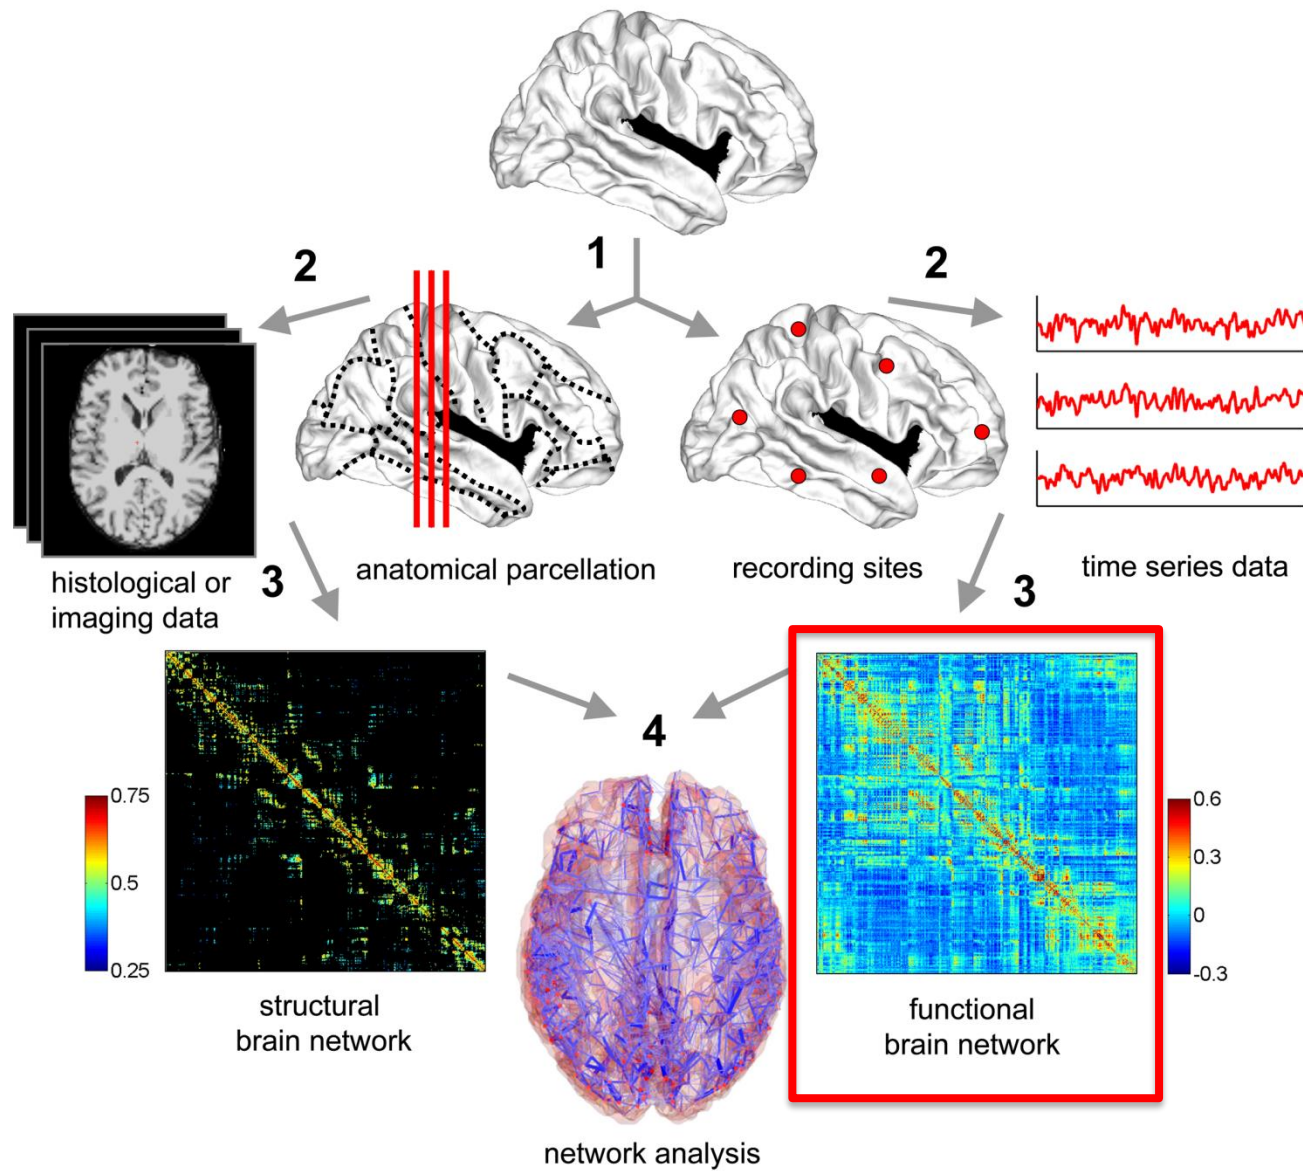 1
2
2
histological or
imaging data
anatomical parcellation
recording sites
time series data
3
3
0.75
0.5
0.25
structural
brain network
4
network analysis
0.6
0.3
0
-0.3
functional
brain network